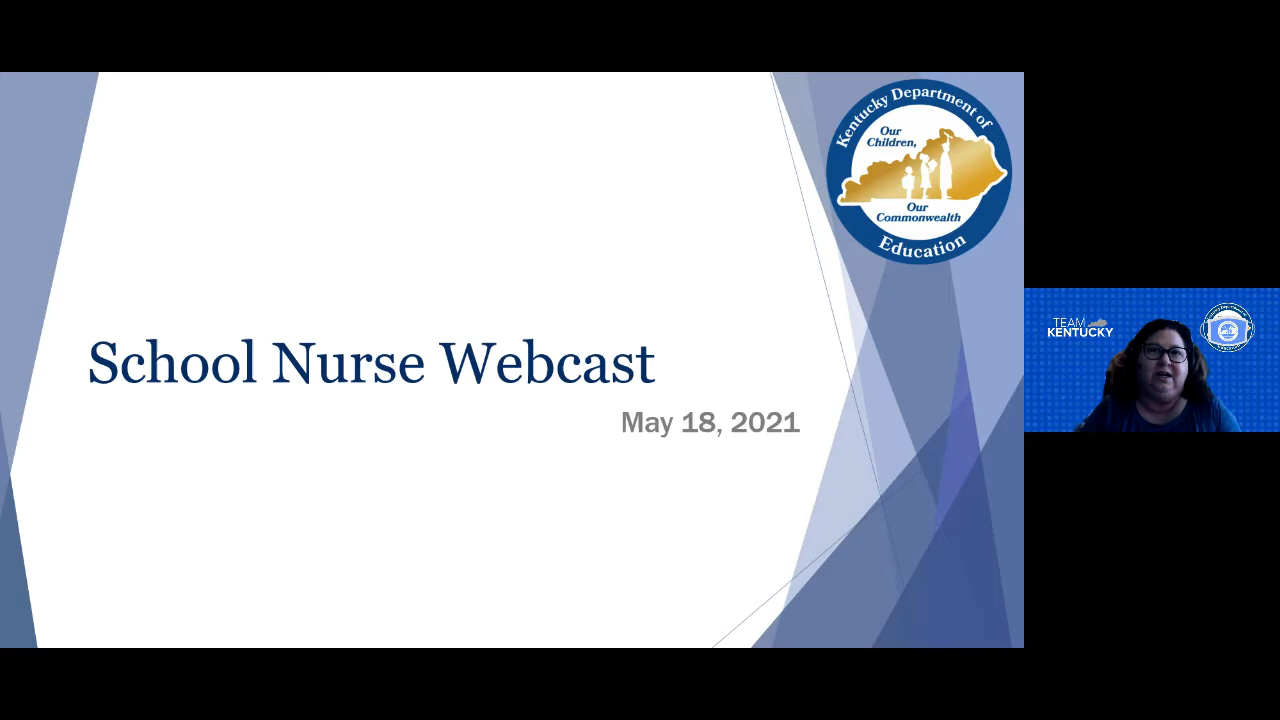 Kentucky Department of
Our
Children,
Our
Commonwealth
Education
School Nurse Webcast
May 18, 2021
TEAM
KENTUCKY